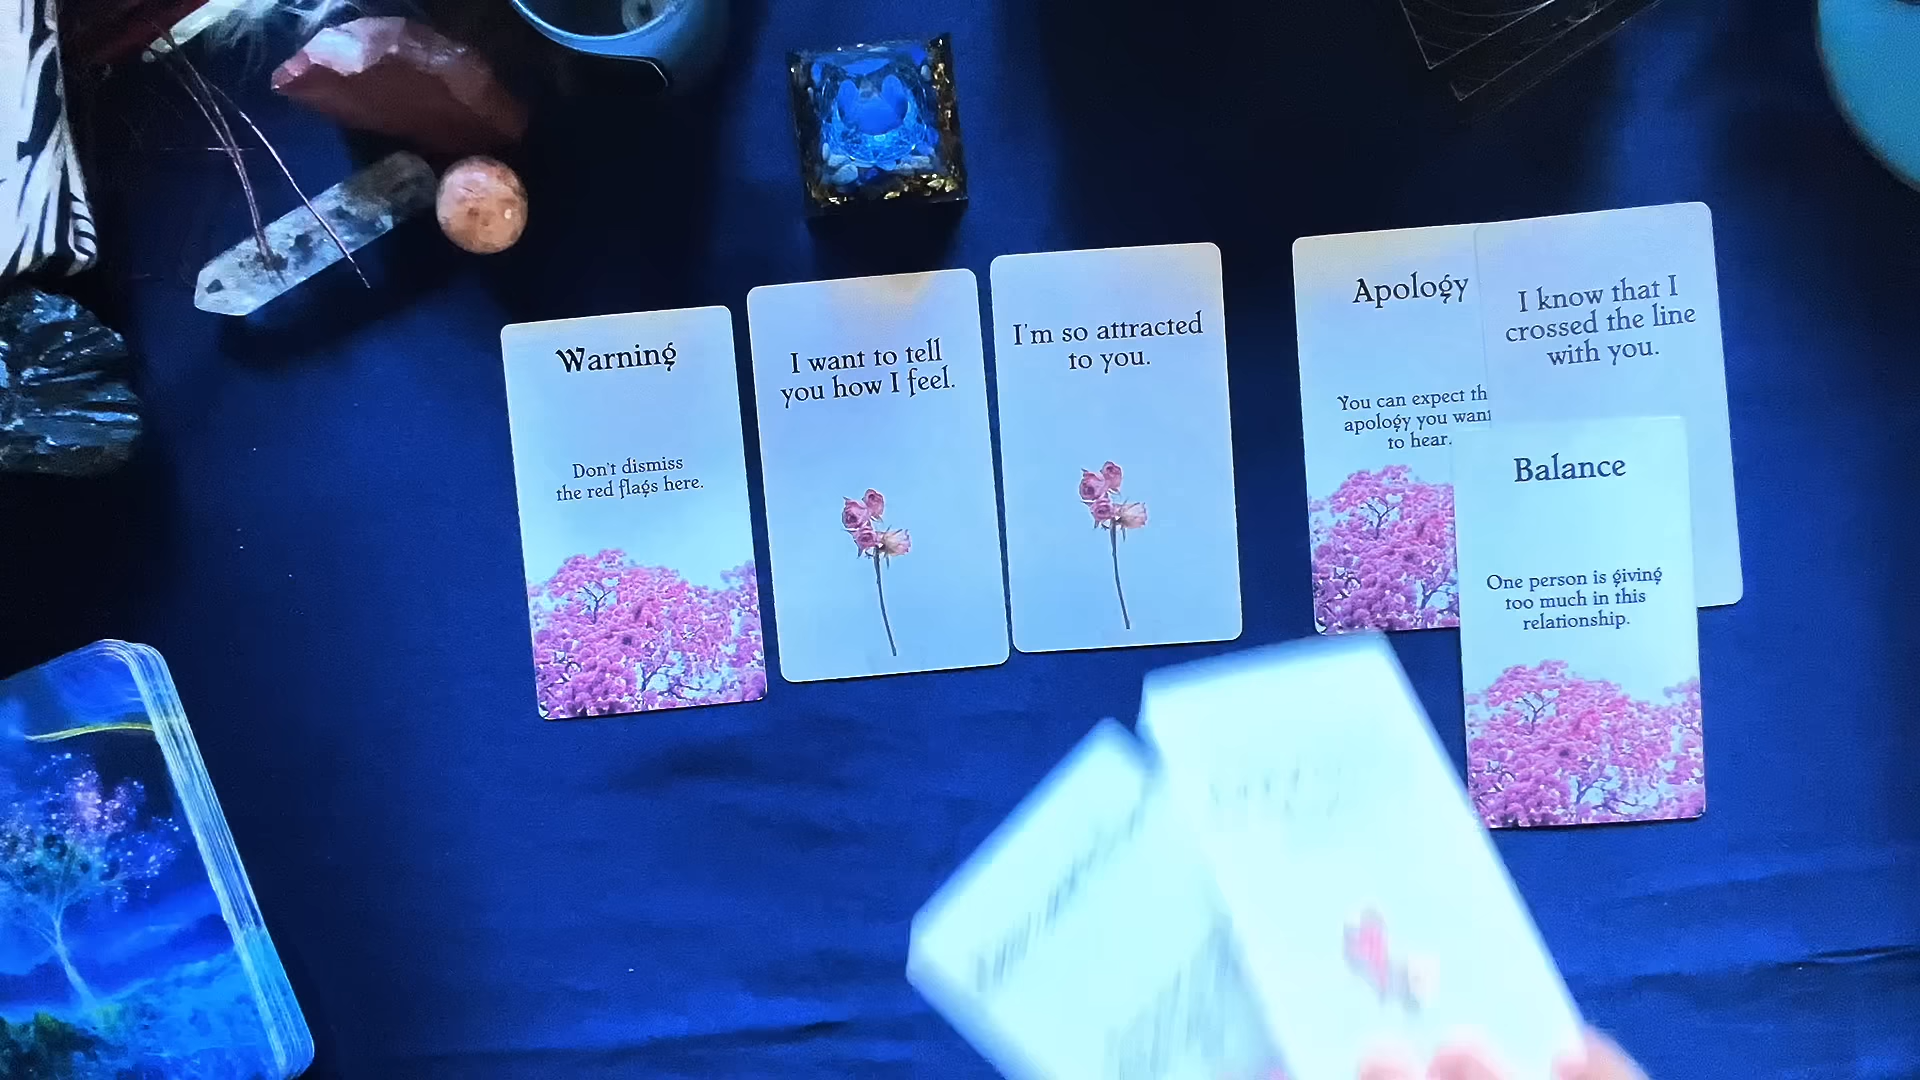 Warning
Don't dismiss
the red flags here.
I want to tell
you how I feel.
I'm so attracted
to you.
Apology
You can expect th
apology you want
to hear.
I know that I
crossed the line
with you.
Balance
One person is giving
too much in this
relationship.